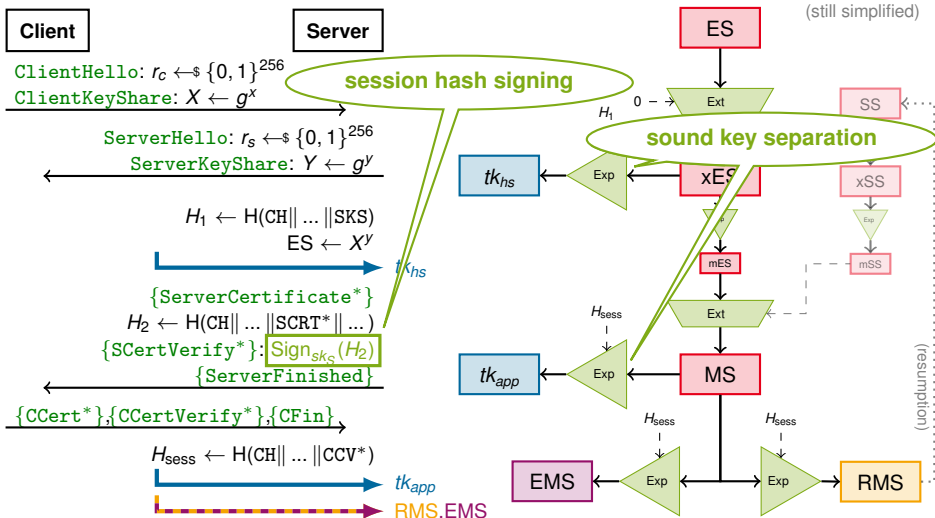 Client
Server
ClientHello: r_c ←$ {0, 1}^256
ClientKeyShare: X ← g^x
ServerHello: r_s ←$ {0, 1}^256
ServerKeyShare: Y ← g^y
H_1 ← H(CH‖ ... ‖SKS)
ES ← X^y
tk_hs
{ServerCertificate*}
H_2 ← H(CH‖ ... ‖SCRT*‖ ...)
{SCertVerify*}: Sign_sk_S(H_2)
{ServerFinished}
{CCert*},{CCertVerify*},{CFin}
H_sess ← H(CH‖ ... ‖CCV*)
tk_app
RMS,EMS
session hash signing
sound key separation
(still simplified)
ES
0
Ext
H_1
SS
tk_hs
Exp
xES
xSS
Exp
mES
mSS
Ext
H_sess
tk_app
Exp
MS
(resumption)
H_sess
H_sess
EMS
Exp
Exp
RMS